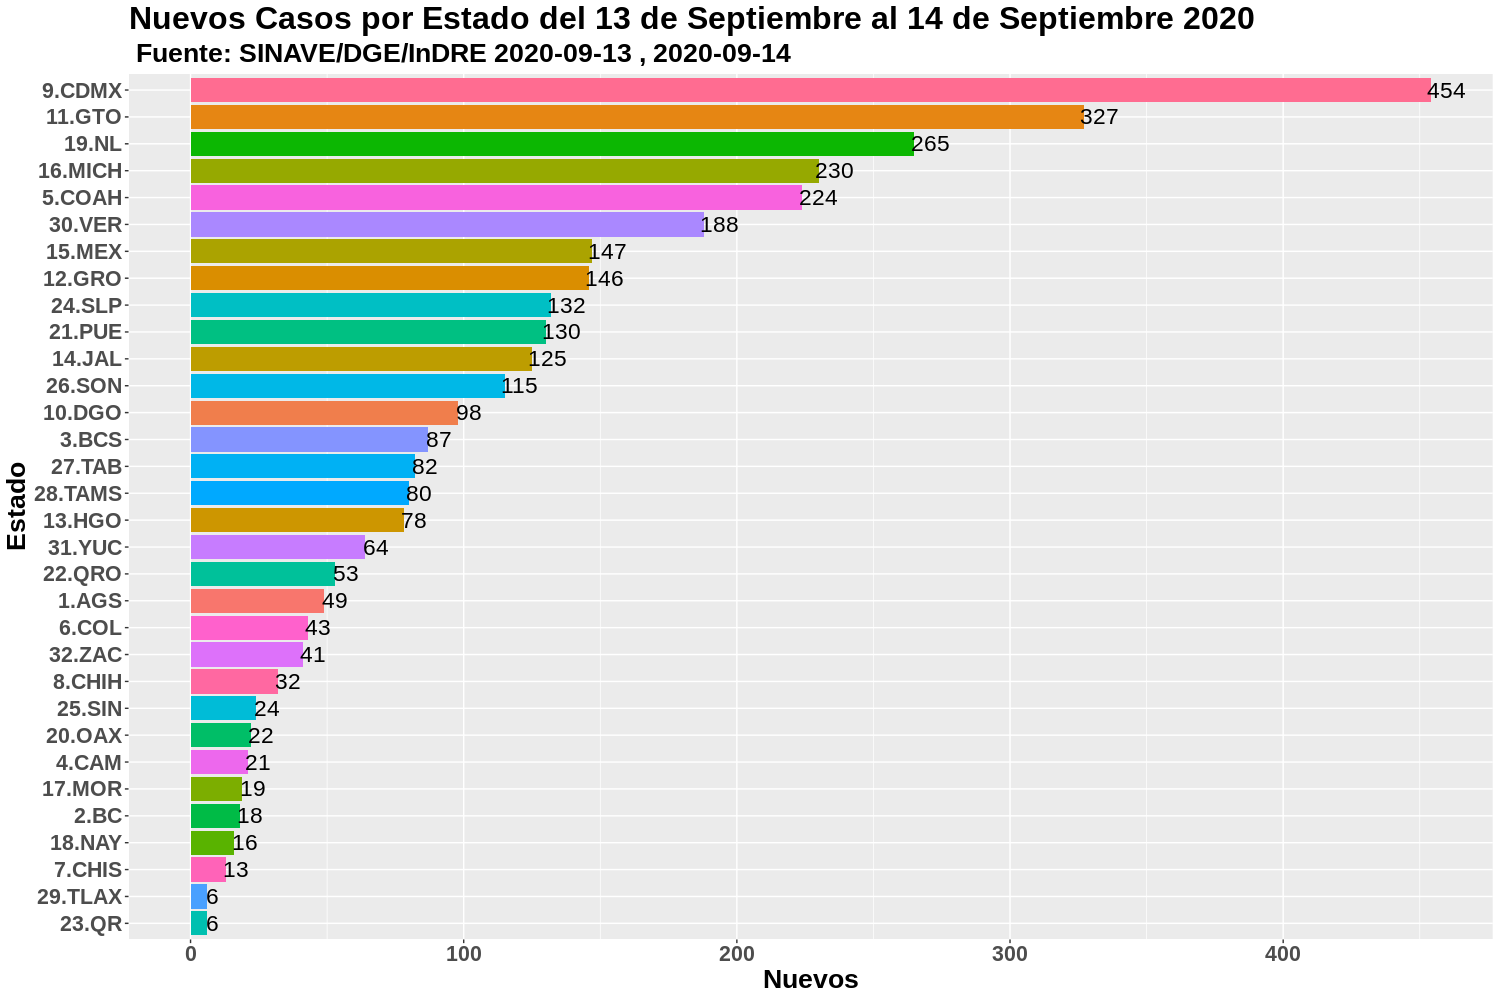 Nuevos Casos por Estado del 13 de Septiembre al 14 de Septiembre 2020
Fuente: SINAVE/DGE/InDRE 2020-09-13 , 2020-09-14
Estado
9.CDMX 454
11.GTO 327
19.NL 265
16.MICH 230
5.COAH 224
30.VER 188
15.MEX 147
12.GRO 146
24.SLP 132
21.PUE 130
14.JAL 125
26.SON 115
10.DGO 98
3.BCS 87
27.TAB 82
28.TAMS 80
13.HGO 78
31.YUC 64
22.QRO 53
1.AGS 49
6.COL 43
32.ZAC 41
8.CHIH 32
25.SIN 24
20.OAX 22
4.CAM 21
17.MOR 19
2.BC 18
18.NAY 16
7.CHIS 13
29.TLAX 6
23.QR 6
0 100 200 300 400
Nuevos